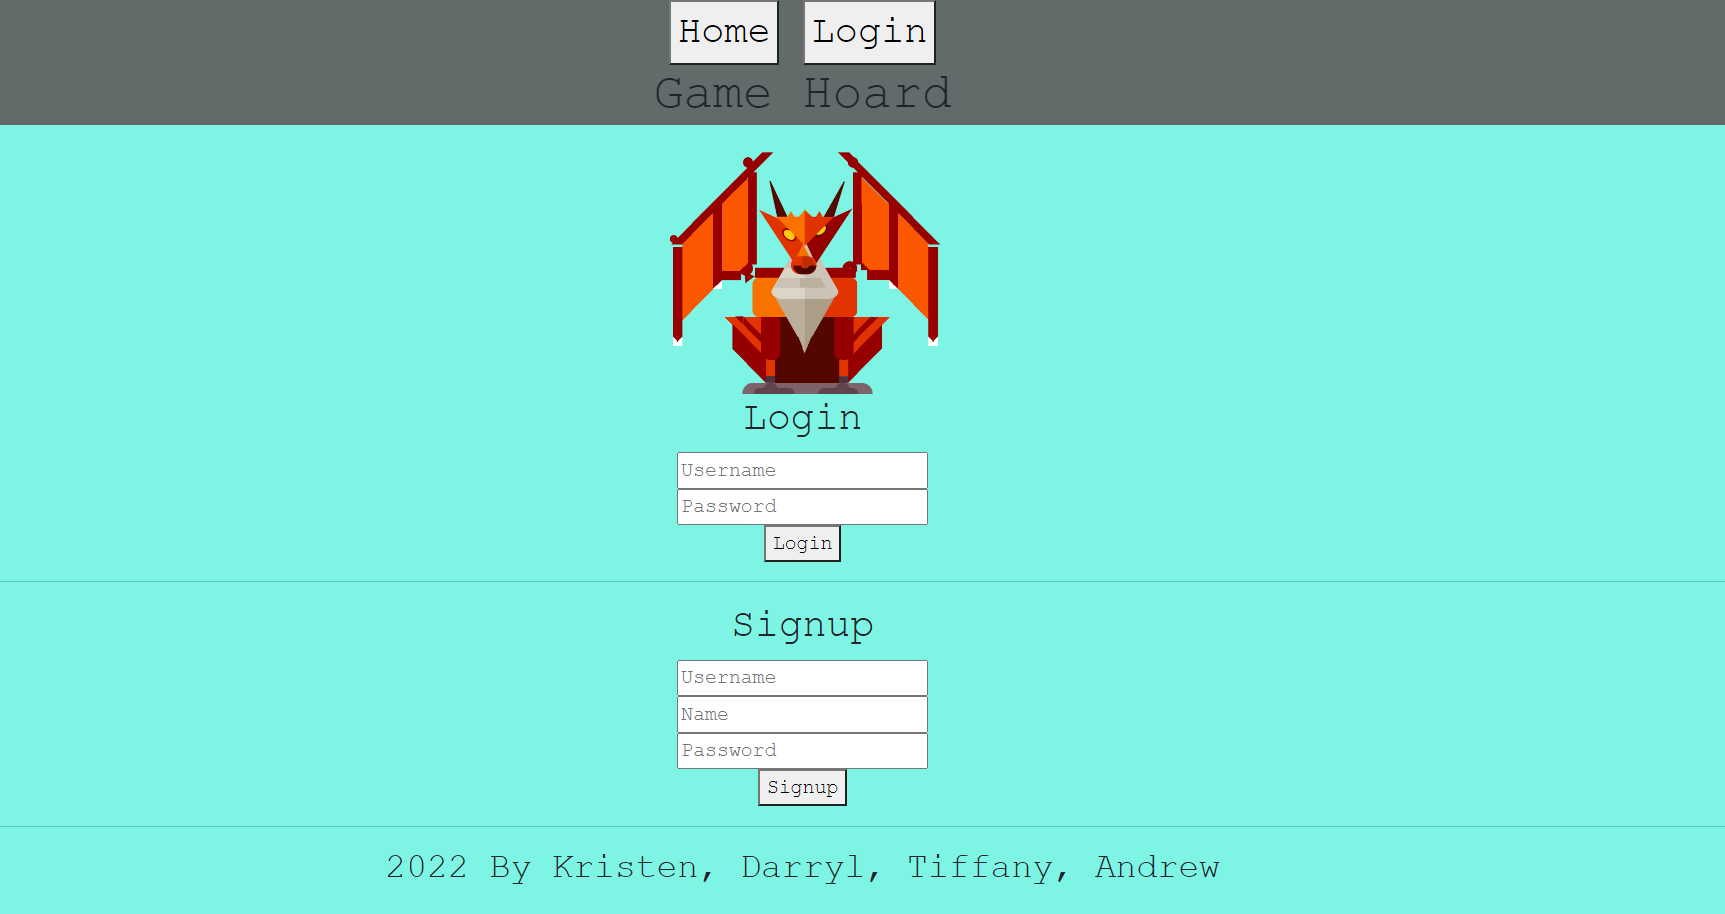 Home Login
Game Hoard
Login
Username
Password
Login
Signup
Username
Name
Password
Signup
2022 By Kristen, Darryl, Tiffany, Andrew